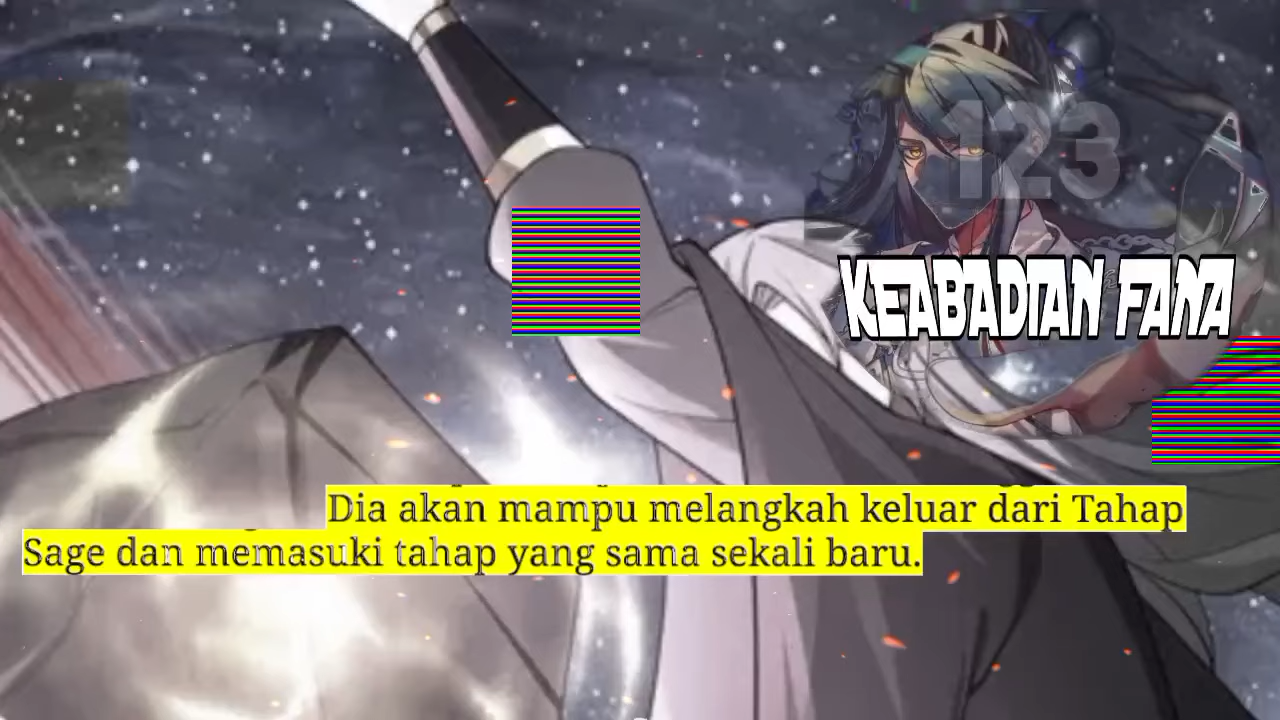 123
KEABADIAN FANA
Dia akan mampu melangkah keluar dari Tahap
Sage dan memasuki tahap yang sama sekali baru.